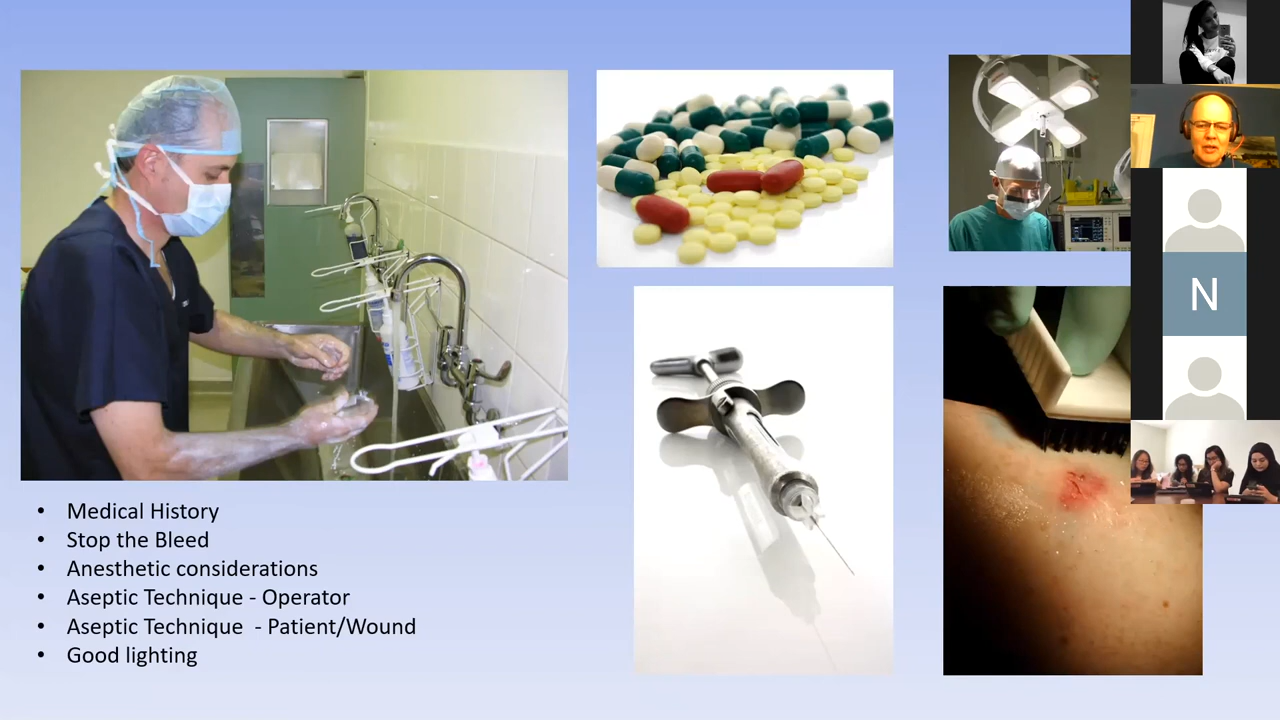 • Medical History
• Stop the Bleed
• Anesthetic considerations
• Aseptic Technique - Operator
• Aseptic Technique  - Patient/Wound
• Good lighting
N